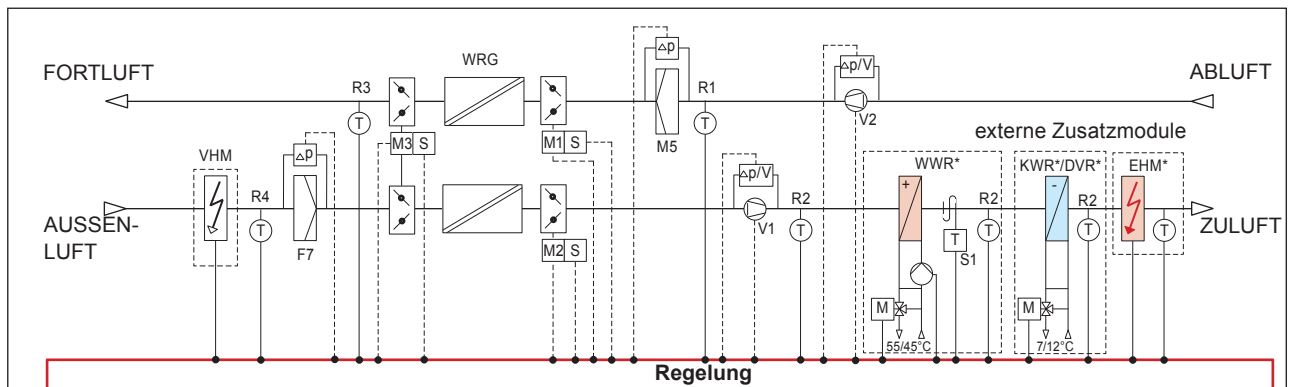 WRG
Δp
Δp/V
FORTLUFT
R3
R1
ABLUFT
T
T
V2
M5
externe Zusatzmodule
M3 S
M1 S
VHM
Δp
Δp/V
WWR*
KWR*/DVR*
EHM*
+
-
R4
R2
R2
R2
AUSSEN-
LUFT
ZULUFT
V1
T
T
T
T
T
T
S1
F7
M2 S
M
M
55/45°C
7/12°C
Regelung